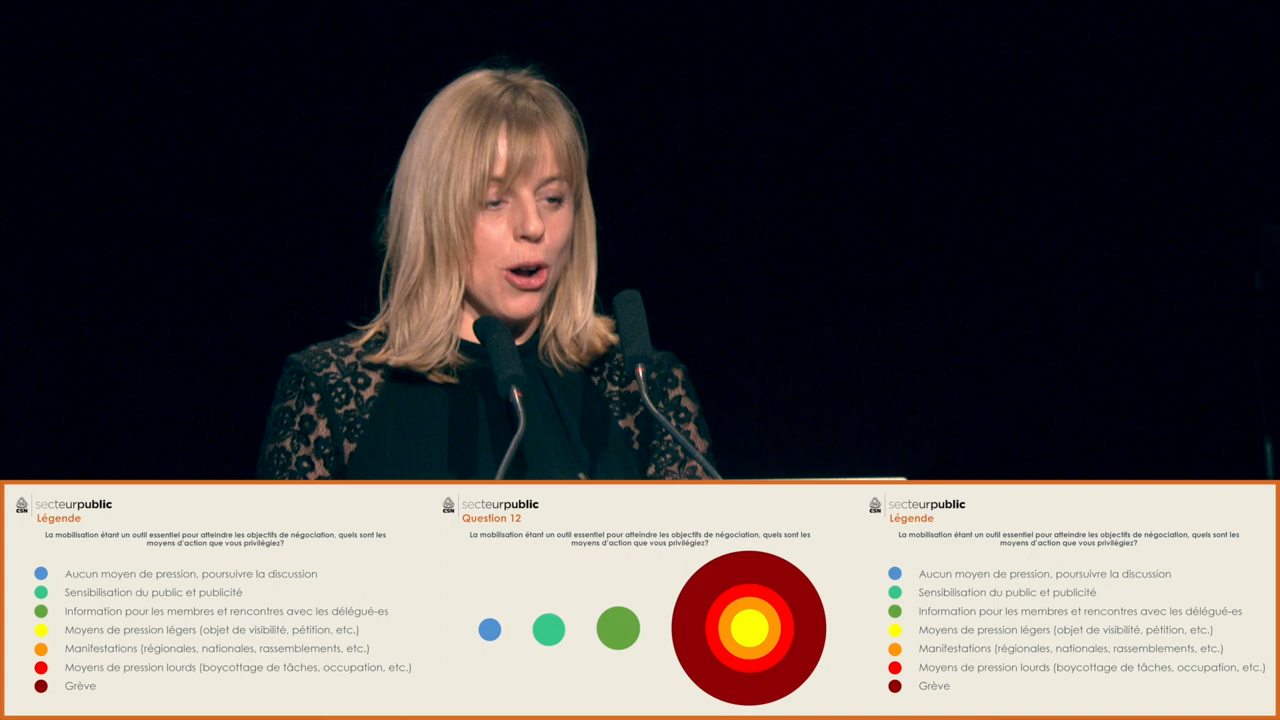 CSN
secteurpublic
Légende
La mobilisation étant un outil essentiel pour atteindre les objectifs de négociation, quels sont les
moyens d'action que vous privilégiez?
Aucun moyen de pression, poursuivre la discussion
Sensibilisation du public et publicité
Information pour les membres et rencontres avec les délégué-es
Moyens de pression légers (objet de visibilité, pétition, etc.)
Manifestations (régionales, nationales, rassemblements, etc.)
Moyens de pression lourds (boycottage de tâches, occupation, etc.)
Grève
CSN
secteurpublic
Question 12
La mobilisation étant un outil essentiel pour atteindre les objectifs de négociation, quels sont les
moyens d'action que vous privilégiez?
CSN
secteurpublic
Légende
La mobilisation étant un outil essentiel pour atteindre les objectifs de négociation, quels sont les
moyens d'action que vous privilégiez?
Aucun moyen de pression, poursuivre la discussion
Sensibilisation du public et publicité
Information pour les membres et rencontres avec les délégué-es
Moyens de pression légers (objet de visibilité, pétition, etc.)
Manifestations (régionales, nationales, rassemblements, etc.)
Moyens de pression lourds (boycottage de tâches, occupation, etc.)
Grève